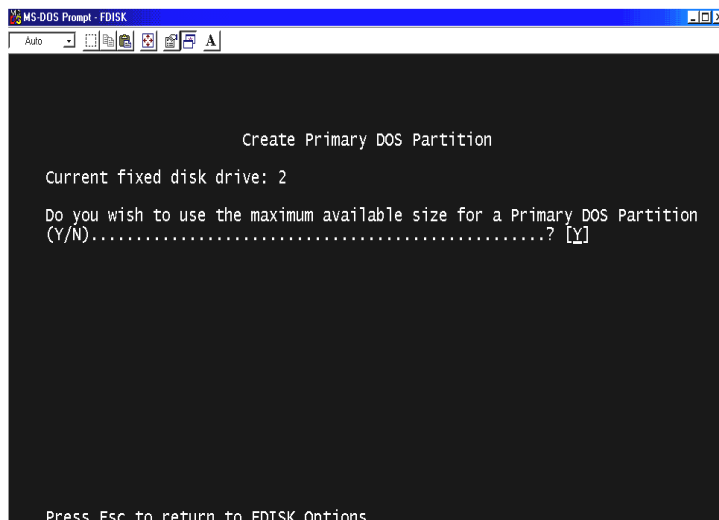 MS-DOS Prompt - FDISK
Auto
A
Create Primary DOS Partition
Current fixed disk drive: 2
Do you wish to use the maximum available size for a Primary DOS Partition
(Y/N)....................................................? [Y]
Press Esc to return to FDISK Options